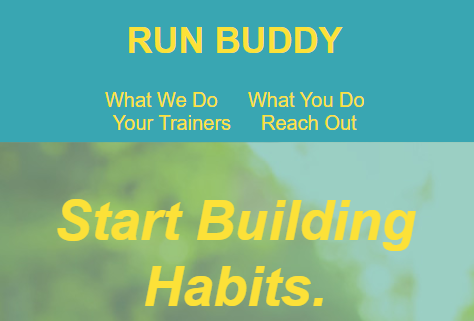 RUN BUDDY
What We Do What You Do
Your Trainers Reach Out
Start Building
Habits.